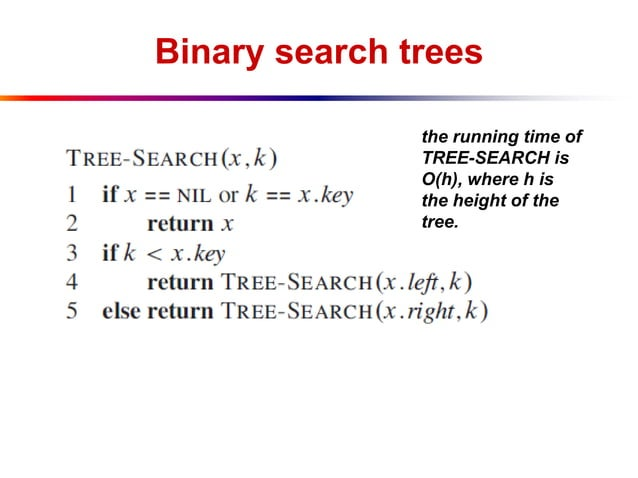 Binary search trees
TREE-SEARCH(x, k)
1 if x == NIL or k == x.key
2 return x
3 if k < x.key
4 return TREE-SEARCH(x.left, k)
5 else return TREE-SEARCH(x.right, k)
the running time of
TREE-SEARCH is
O(h), where h is
the height of the
tree.